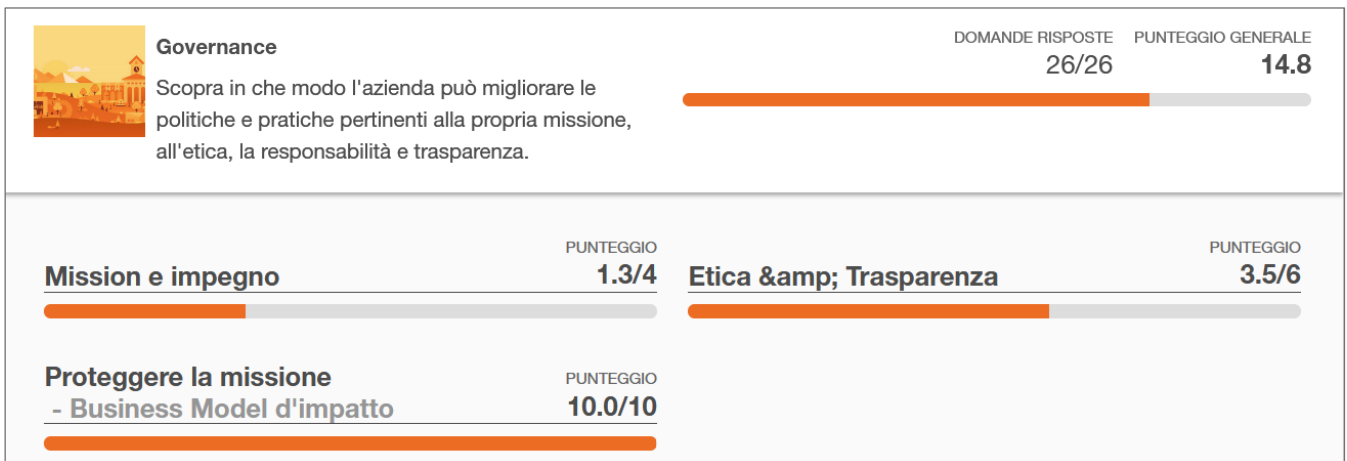 Governance
Scopra in che modo l'azienda può migliorare le
politiche e pratiche pertinenti alla propria missione,
all'etica, la responsabilità e trasparenza.
DOMANDE RISPOSTE PUNTEGGIO GENERALE
26/26 14.8
PUNTEGGIO
Mission e impegno 1.3/4
PUNTEGGIO
Etica &amp;amp; Trasparenza 3.5/6
Proteggere la missione PUNTEGGIO
- Business Model d'impatto 10.0/10